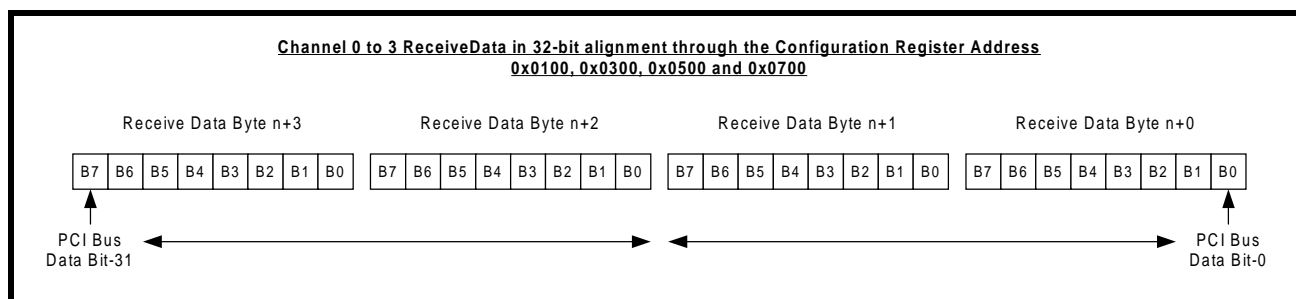 Channel 0 to 3 ReceiveData in 32-bit alignment through the Configuration Register Address
0x0100, 0x0300, 0x0500 and 0x0700
Receive Data Byte n+3 Receive Data Byte n+2 Receive Data Byte n+1 Receive Data Byte n+0
B7 B6 B5 B4 B3 B2 B1 B0 B7 B6 B5 B4 B3 B2 B1 B0 B7 B6 B5 B4 B3 B2 B1 B0 B7 B6 B5 B4 B3 B2 B1 B0
PCI Bus PCI Bus
Data Bit-31 Data Bit-0